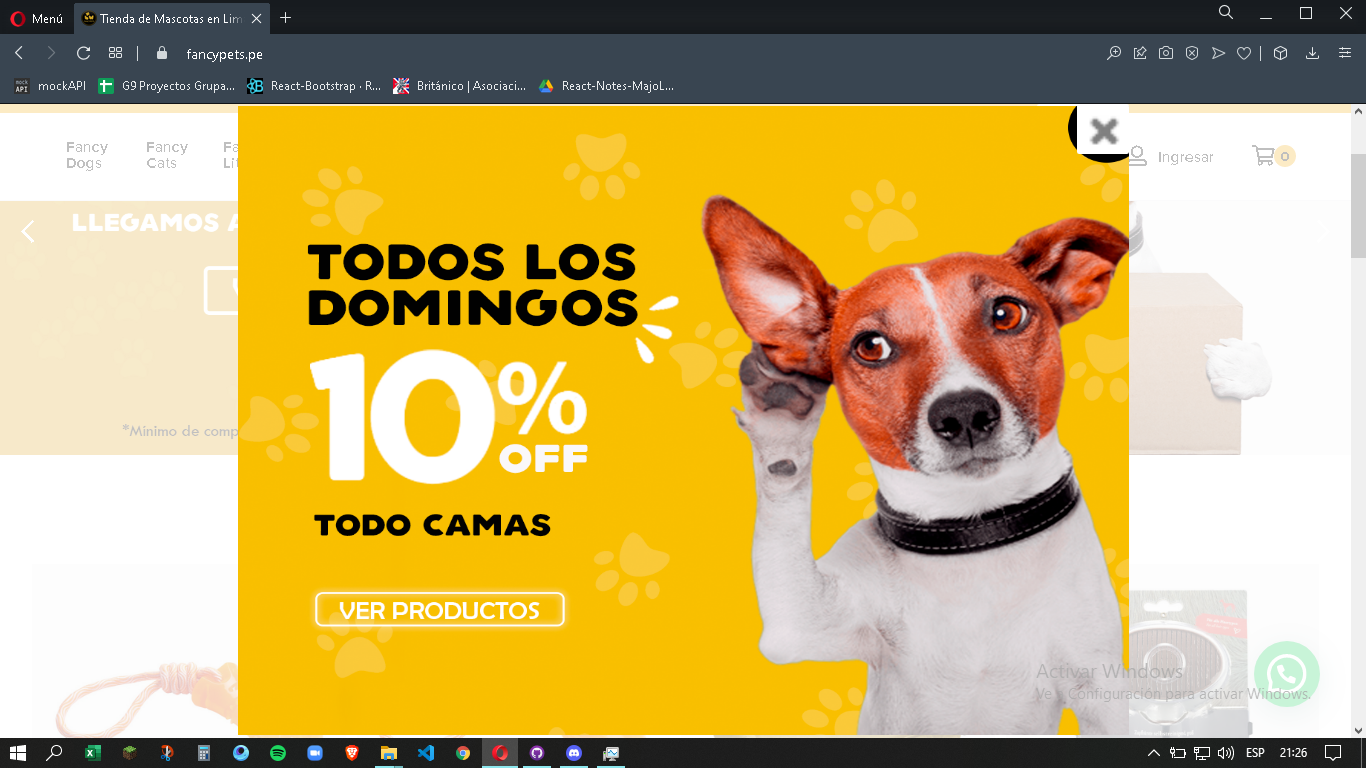 Menú
Tienda de Mascotas en Lim
fancypets.pe
mockAPI
G9 Proyectos Grupa...
React-Bootstrap · R...
Británico | Asociaci...
React-Notes-MajoL...
Fancy
Dogs
Fancy
Cats
Fa
Lit
Ingresar
0
LLEGAMOS A
*Minimo de comp
TODOS LOS
DOMINGOS
10%
OFF
TODO CAMAS
VER PRODUCTOS
Activar Windows
Ve a Configuración para activar Windows.
ESP
21:26